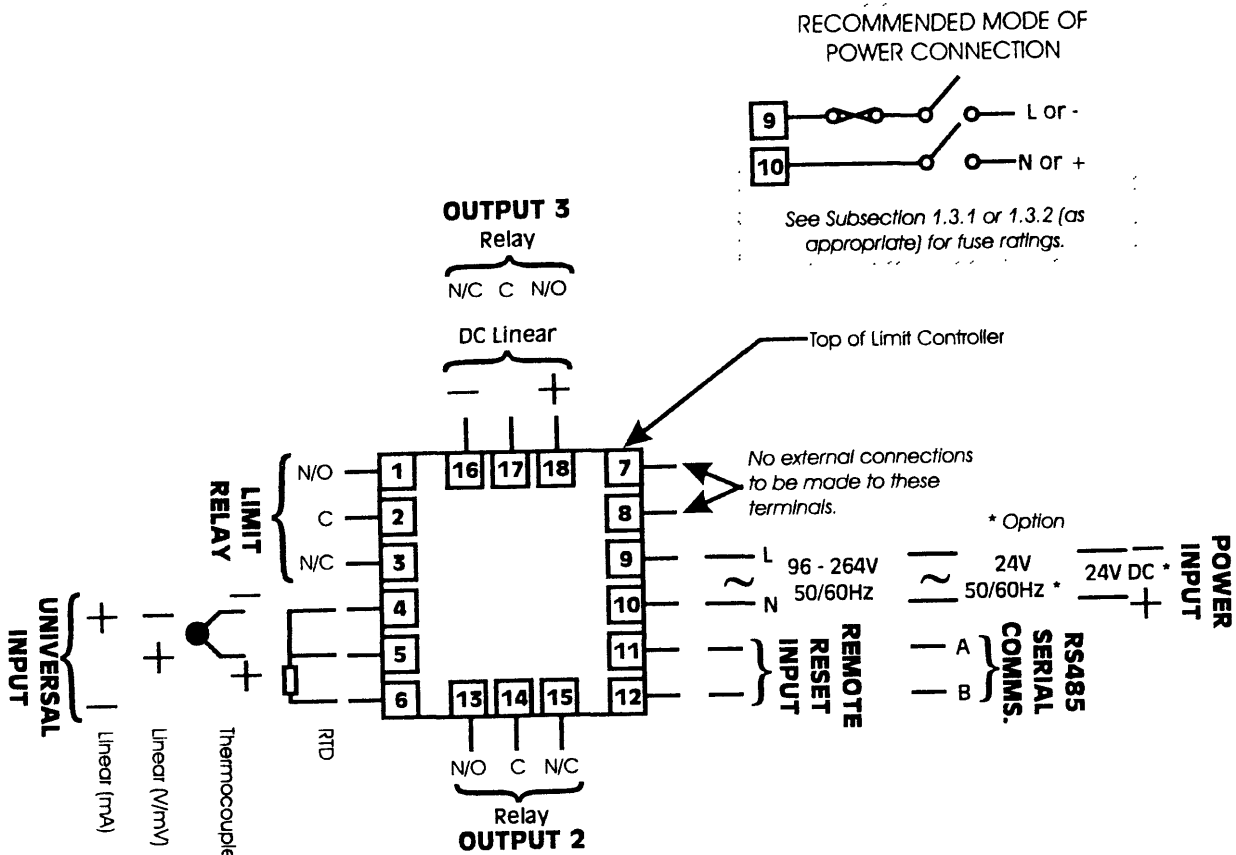 RECOMMENDED MODE OF
POWER CONNECTION
9
L or -
10
N or +
See Subsection 1.3.1 or 1.3.2 (as
appropriate) for fuse ratings.
OUTPUT 3
Relay
N/C C N/O
DC Linear
− +
Top of Limit Controller
16 17 18
No external connections
to be made to these
terminals.
LIMIT
RELAY
N/O
C
N/C
1
2
3
4
5
6
7
8
9
10
11
12
L
~
N
96 - 264V
50/60Hz
* Option
~
24V
50/60Hz *
24V DC *
−
+
POWER
INPUT
REMOTE
RESET
INPUT
A
B
RS485
SERIAL
COMMS.
UNIVERSAL
INPUT
+
−
−
+
−
+
Linear (mA)
Linear (V/mV)
Thermocouple
RTD
13 14 15
N/O C N/C
Relay
OUTPUT 2